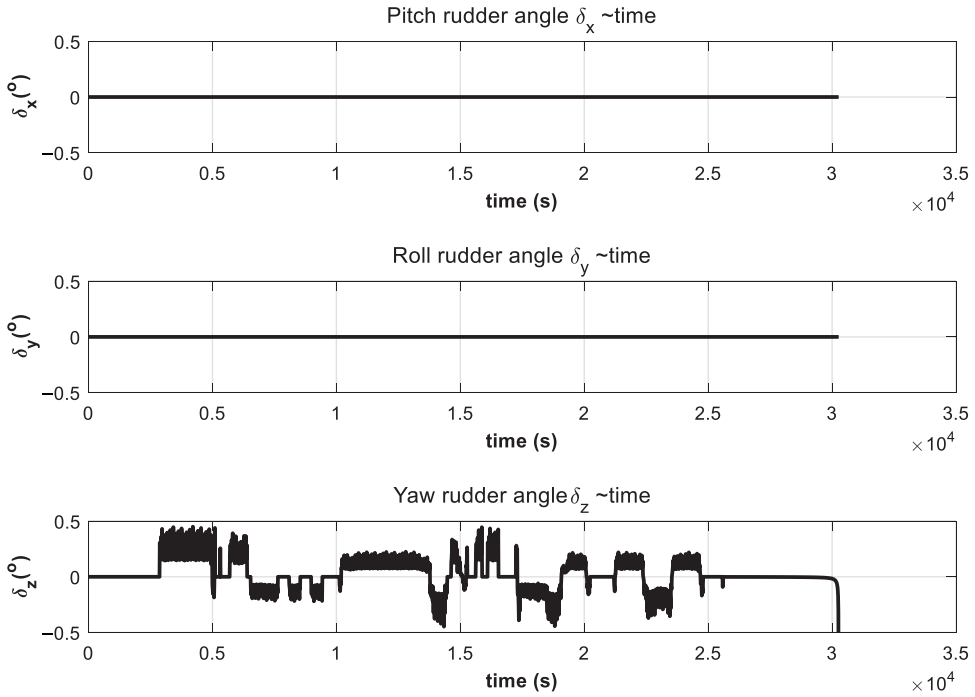 Pitch rudder angle δx ~time
0.5
0
−0.5
δx(°)
0 0.5 1 1.5 2 2.5 3 3.5
time (s)
×10^4
Roll rudder angle δy ~time
0.5
0
−0.5
δy(°)
0 0.5 1 1.5 2 2.5 3 3.5
time (s)
×10^4
Yaw rudder angle δz ~time
0.5
0
−0.5
δz(°)
0 0.5 1 1.5 2 2.5 3 3.5
time (s)
×10^4